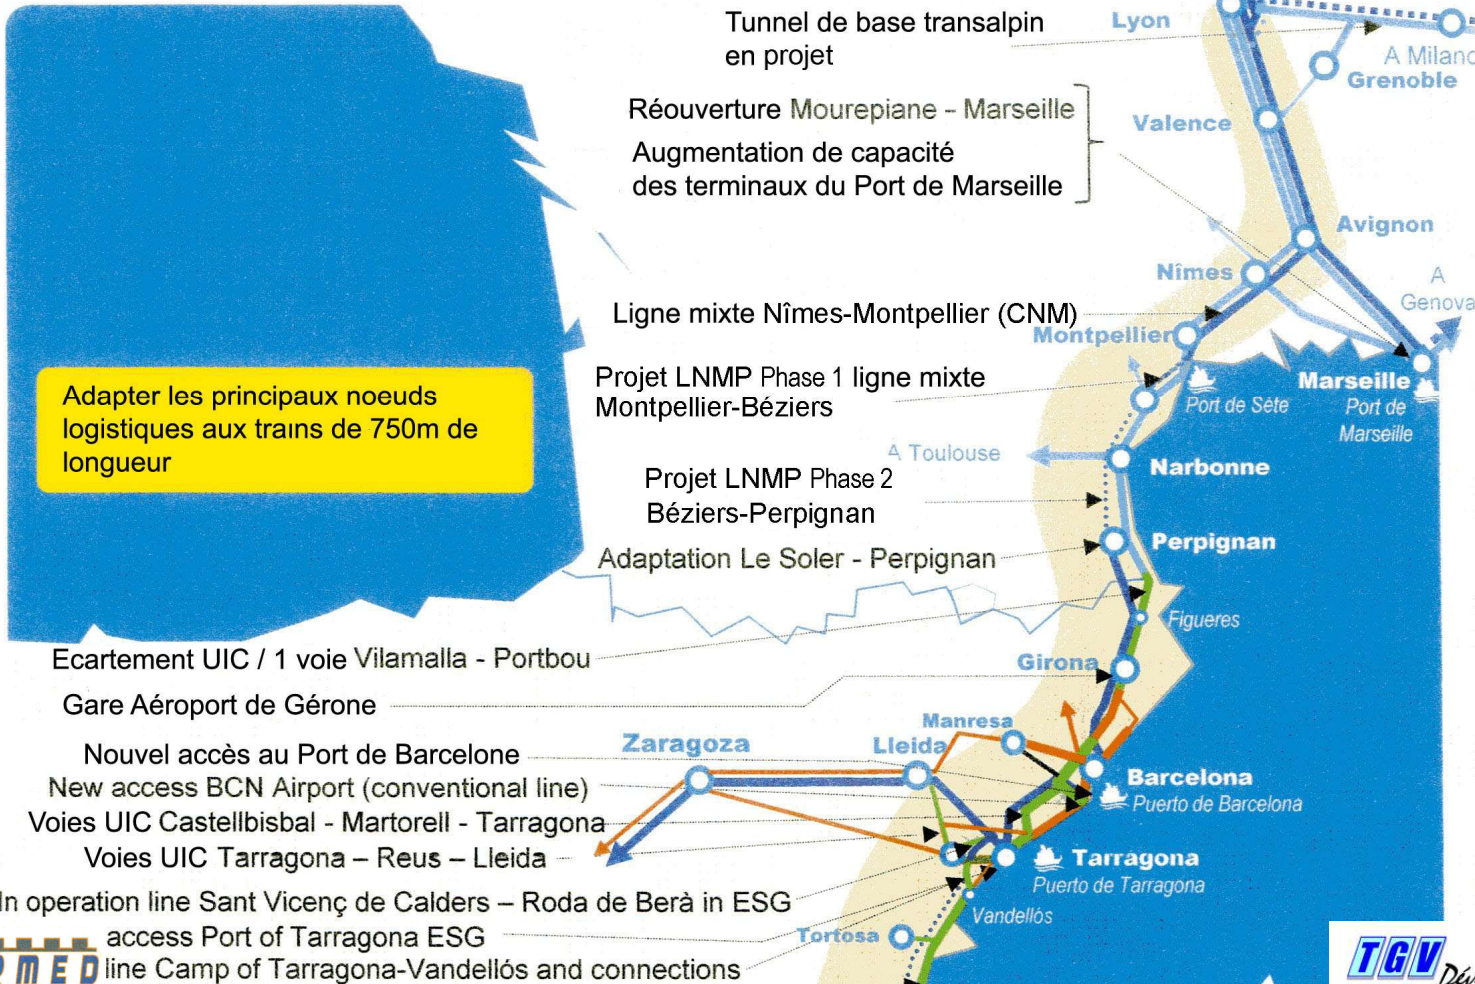 Tunnel de base transalpin
en projet
Lyon
A Milano
Grenoble
Réouverture Mourepiane - Marseille
Augmentation de capacité
des terminaux du Port de Marseille
Valence
Avignon
Nîmes
A
Genova
Ligne mixte Nîmes-Montpellier (CNM)
Montpellier
Projet LNMP Phase 1 ligne mixte
Montpellier-Béziers
Port de Sète
Marseille
Port de
Marseille
Adapter les principaux noeuds
logistiques aux trains de 750m de
longueur
A Toulouse
Narbonne
Projet LNMP Phase 2
Béziers-Perpignan
Perpignan
Adaptation Le Soler - Perpignan
Figueres
Ecartement UIC / 1 voie Vilamalla - Portbou
Girona
Gare Aéroport de Gérone
Manresa
Zaragoza
Lleida
Nouvel accès au Port de Barcelone
Barcelona
Puerto de Barcelona
New access BCN Airport (conventional line)
Voies UIC Castellbisbal - Martorell - Tarragona
Voies UIC Tarragona – Reus – Lleida
Tarragona
Puerto de Tarragona
In operation line Sant Vicenç de Calders – Roda de Berà in ESG
Vandellós
access Port of Tarragona ESG
Tortosa
line Camp of Tarragona-Vandellós and connections
MED
TGV